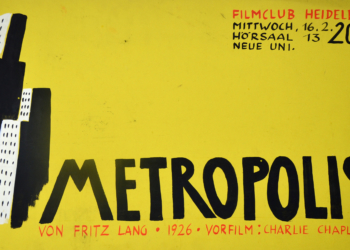 FILMCLUB HEIDEL
MITTWOCH, 16.2. 20
HÖRSAAL 13
NEUE UNI.
METROPOLIS
VON FRITZ LANG • 1926 • VORFILM: CHARLIE CHAPL